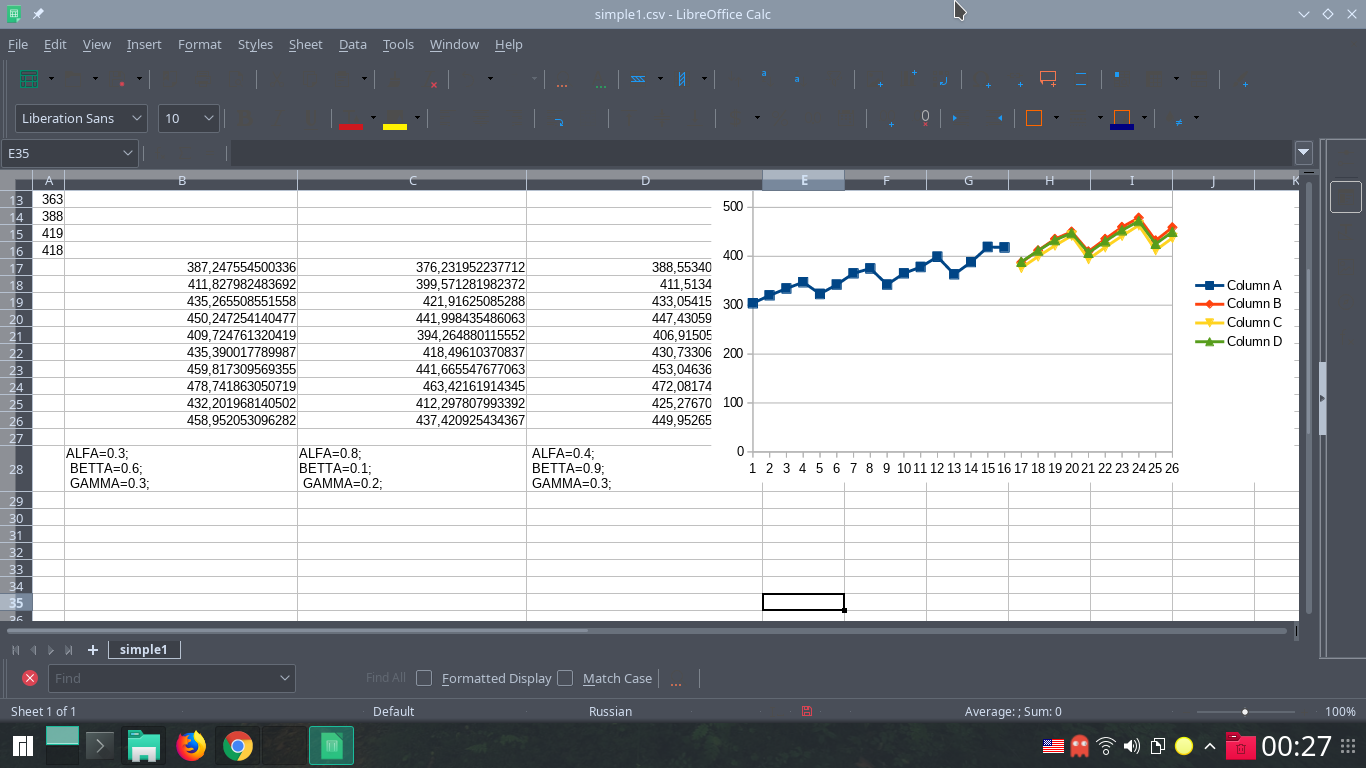 simple1.csv - LibreOffice Calc
File Edit View Insert Format Styles Sheet Data Tools Window Help
Liberation Sans 10
E35
A B C D E F G H I J K
13 363
14 388
15 419
16 418
17 387,247554500336 376,231952237712 388,55340
18 411,827982483692 399,571281982372 411,5134
19 435,265508551558 421,91625085288 433,05415
20 450,247254140477 441,998435486063 447,43059
21 409,724761320419 394,264880115552 406,91505
22 435,390017789987 418,49610370837 430,73306
23 459,817309569355 441,665547677063 453,04636
24 478,741863050719 463,42161914345 472,08174
25 432,201968140502 412,297807993392 425,27670
26 458,952053096282 437,420925434367 449,95265
27
28
ALFA=0.3; ALFA=0.8; ALFA=0.4;
BETTA=0.6; BETTA=0.1; BETTA=0.9;
GAMMA=0.3; GAMMA=0.2; GAMMA=0.3;
29
30
31
32
33
34
35
36
500
400
300
200
100
0
1 2 3 4 5 6 7 8 9 10 11 12 13 14 15 16 17 18 19 20 21 22 23 24 25 26
Column A
Column B
Column C
Column D
simple1
Find Find All Formatted Display Match Case
Sheet 1 of 1 Default Russian Average: ; Sum: 0 100%
00:27